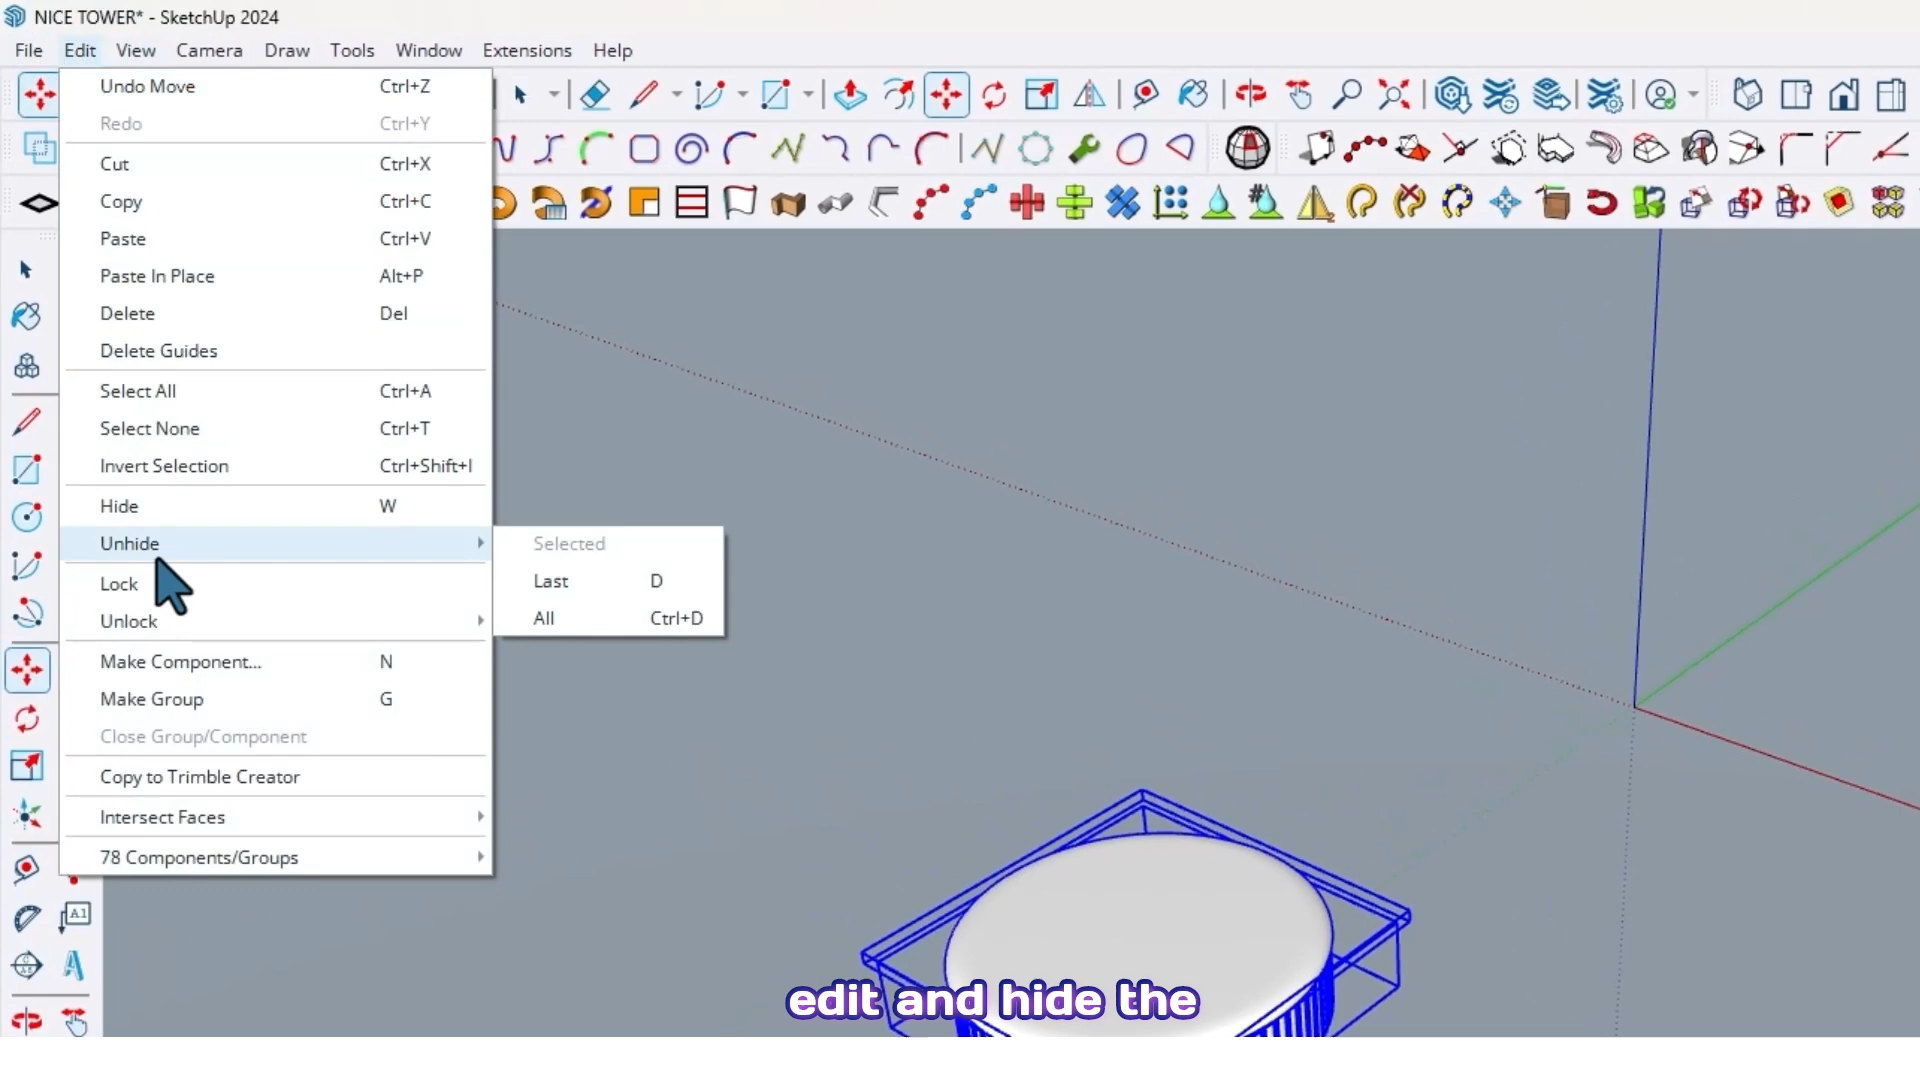 NICE TOWER* - SketchUp 2024
File Edit View Camera Draw Tools Window Extensions Help
Undo Move Ctrl+Z
Redo Ctrl+Y
Cut Ctrl+X
Copy Ctrl+C
Paste Ctrl+V
Paste In Place Alt+P
Delete Del
Delete Guides
Select All Ctrl+A
Select None Ctrl+T
Invert Selection Ctrl+Shift+I
Hide W
Unhide
Selected
Last D
All Ctrl+D
Lock
Unlock
Make Component... N
Make Group G
Close Group/Component
Copy to Trimble Creator
Intersect Faces
78 Components/Groups
A1
edit and hide the